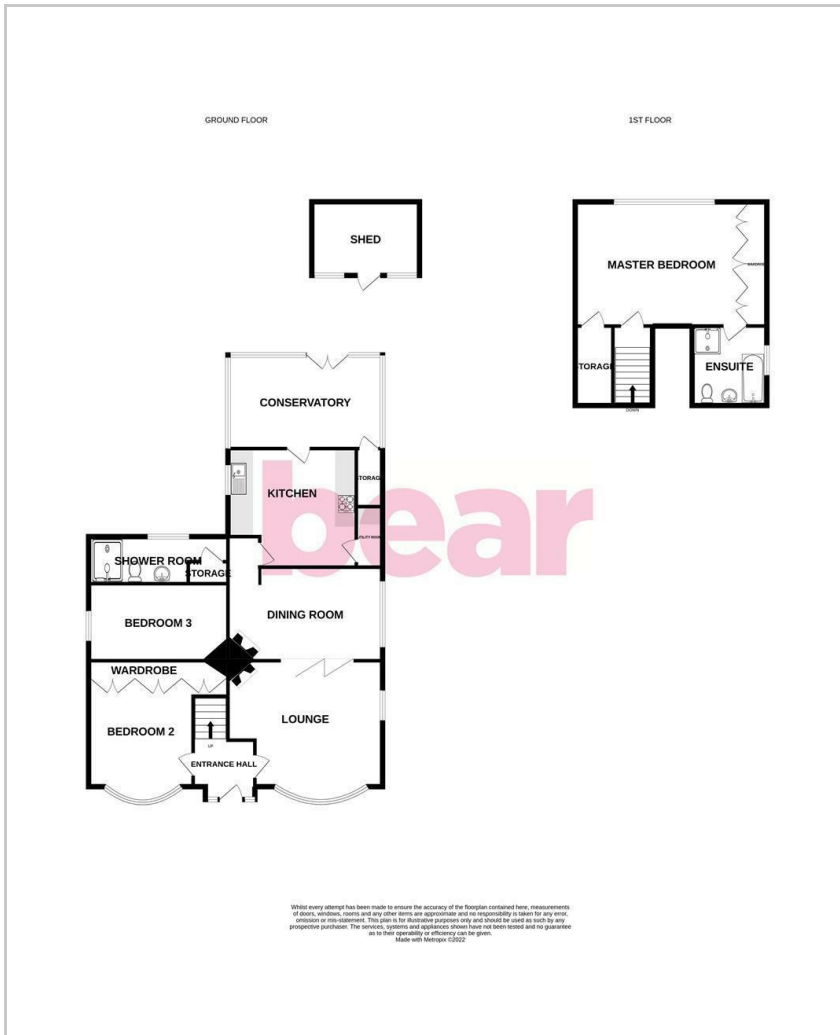 GROUND FLOOR
1ST FLOOR
SHED
MASTER BEDROOM
WARDROBE
STORAGE
ENSUITE
DOWN
CONSERVATORY
STORAGE
KITCHEN
UTILITY ROOM
bear
SHOWER ROOM
STORAGE
DINING ROOM
BEDROOM 3
WARDROBE
LOUNGE
BEDROOM 2
UP
ENTRANCE HALL
Whilst every attempt has been made to ensure the accuracy of the floorplan contained here, measurements
of doors, windows, rooms and any other items are approximate and no responsibility is taken for any error,
omission or mis-statement. This plan is for illustrative purposes only and should be used as such by any
prospective purchaser. The services, systems and appliances shown have not been tested and no guarantee
as to their operability or efficiency can be given.
Made with Metropix ©2022